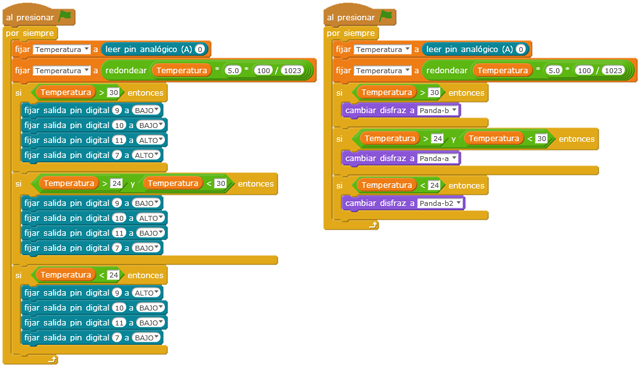 al presionar
por siempre
fijar Temperatura a leer pin analógico (A) 0
fijar Temperatura a redondear Temperatura * 5.0 * 100 / 1023
si Temperatura > 30 entonces
fijar salida pin digital 9 a BAJO
fijar salida pin digital 10 a BAJO
fijar salida pin digital 11 a ALTO
fijar salida pin digital 7 a ALTO
si Temperatura > 24 y Temperatura < 30 entonces
fijar salida pin digital 9 a BAJO
fijar salida pin digital 10 a ALTO
fijar salida pin digital 11 a BAJO
fijar salida pin digital 7 a BAJO
si Temperatura < 24 entonces
fijar salida pin digital 9 a ALTO
fijar salida pin digital 10 a BAJO
fijar salida pin digital 11 a BAJO
fijar salida pin digital 7 a BAJO
al presionar
por siempre
fijar Temperatura a leer pin analógico (A) 0
fijar Temperatura a redondear Temperatura * 5.0 * 100 / 1023
si Temperatura > 30 entonces
cambiar disfraz a Panda-b
si Temperatura > 24 y Temperatura < 30 entonces
cambiar disfraz a Panda-a
si Temperatura < 24 entonces
cambiar disfraz a Panda-b2